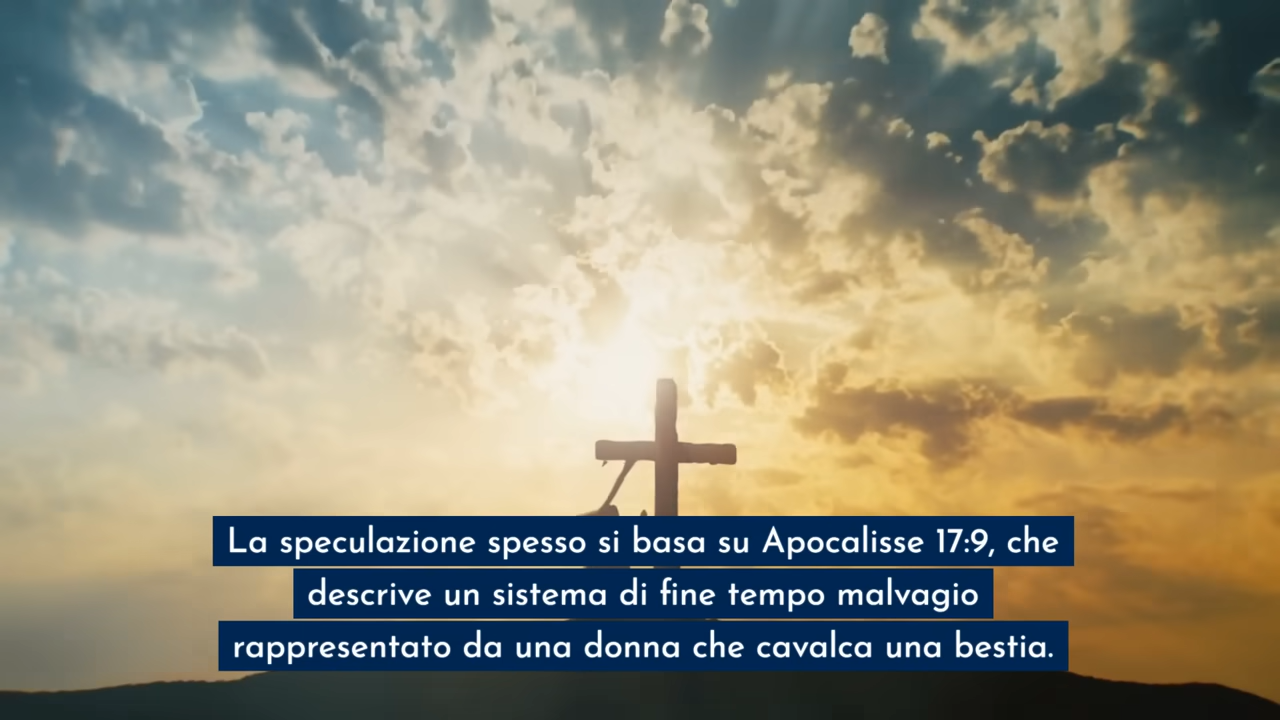 La speculazione spesso si basa su Apocalisse 17:9, che
descrive un sistema di fine tempo malvagio
rappresentato da una donna che cavalca una bestia.